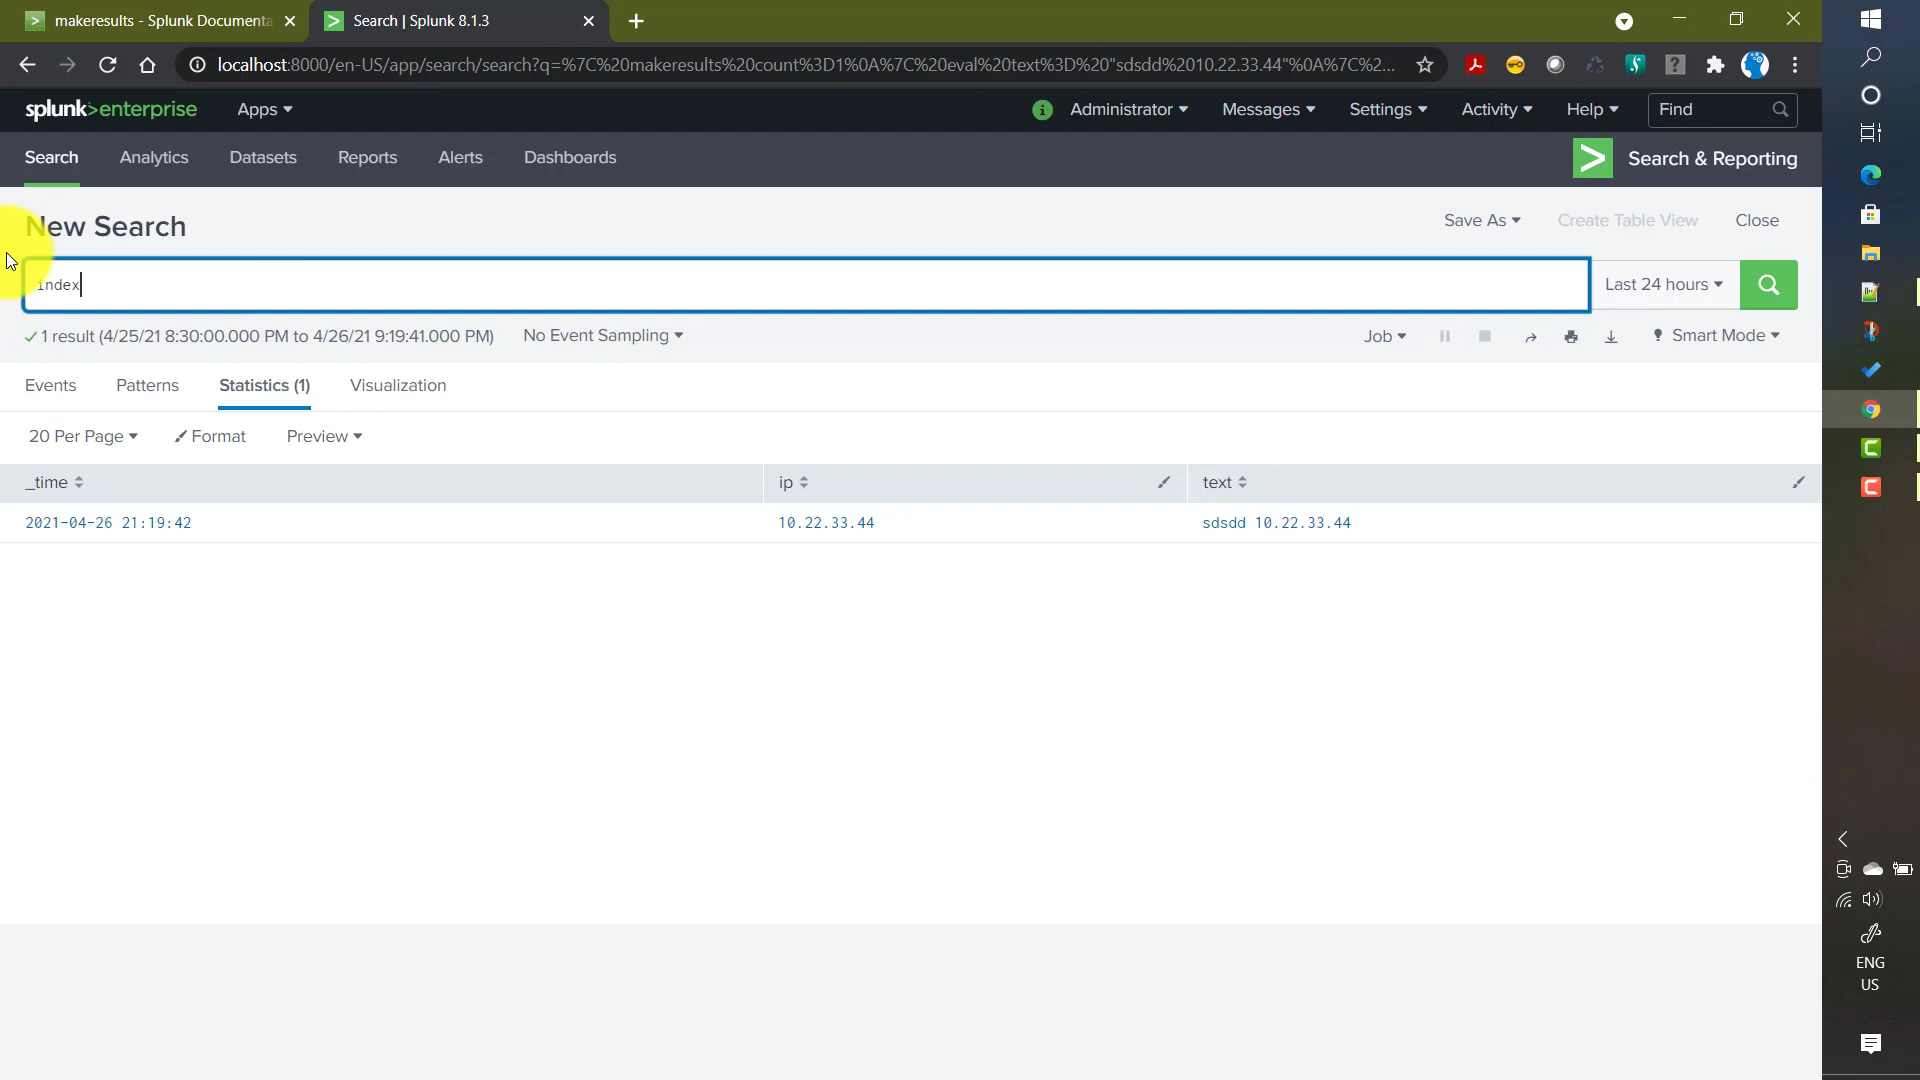 makeresults - Splunk Documenta
Search | Splunk 8.1.3
localhost:8000/en-US/app/search/search?q=%7C%20makeresults%20count%3D1%0A%7C%20eval%20text%3D%20"sdsdd%2010.22.33.44"%0A%7C%2...
splunk>enterprise
Apps
Administrator
Messages
Settings
Activity
Help
Find
Search
Analytics
Datasets
Reports
Alerts
Dashboards
Search & Reporting
New Search
Save As
Create Table View
Close
index
Last 24 hours
1 result (4/25/21 8:30:00.000 PM to 4/26/21 9:19:41.000 PM)
No Event Sampling
Job
Smart Mode
Events
Patterns
Statistics (1)
Visualization
20 Per Page
Format
Preview
_time
ip
text
2021-04-26 21:19:42
10.22.33.44
sdsdd 10.22.33.44
ENG
US